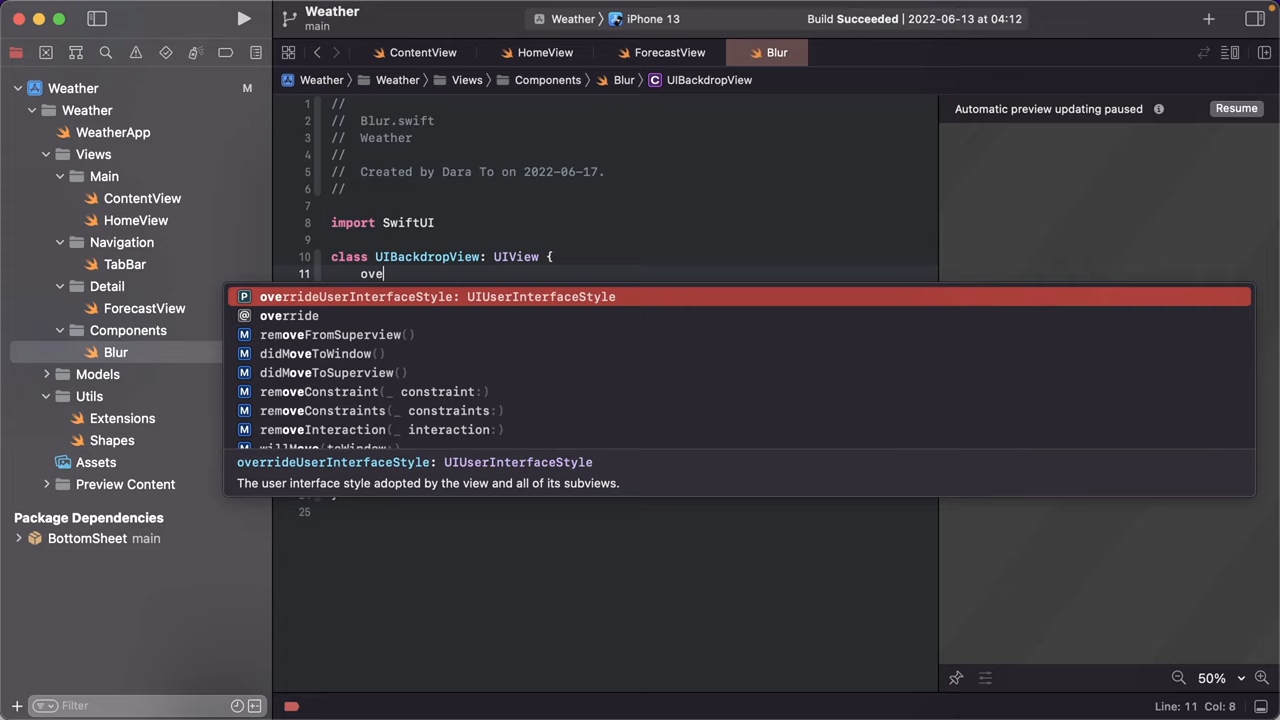 Weather
main
Weather
iPhone 13
Build Succeeded | 2022-06-13 at 04:12
ContentView
HomeView
ForecastView
Blur
Weather
Weather
Views
Components
Blur
C
UIBackdropView
Weather
M
Weather
WeatherApp
Views
Main
ContentView
HomeView
Navigation
TabBar
Detail
ForecastView
Components
Blur
Models
Utils
Extensions
Shapes
Assets
Preview Content
Package Dependencies
BottomSheet main
Filter
1 //
2 // Blur.swift
3 // Weather
4 //
5 // Created by Dara To on 2022-06-17.
6 //
7
8 import SwiftUI
9
10 class UIBackdropView: UIView {
11 ove
P overrideUserInterfaceStyle: UIUserInterfaceStyle
@ override
M removeFromSuperview()
M didMoveToWindow()
M didMoveToSuperview()
M removeConstraint(_ constraint:)
M removeConstraints(_ constraints:)
M removeInteraction(_ interaction:)
M willMove(toWindow:)
overrideUserInterfaceStyle: UIUserInterfaceStyle
The user interface style adopted by the view and all of its subviews.
25
Automatic preview updating paused
Resume
50%
Line: 11 Col: 8